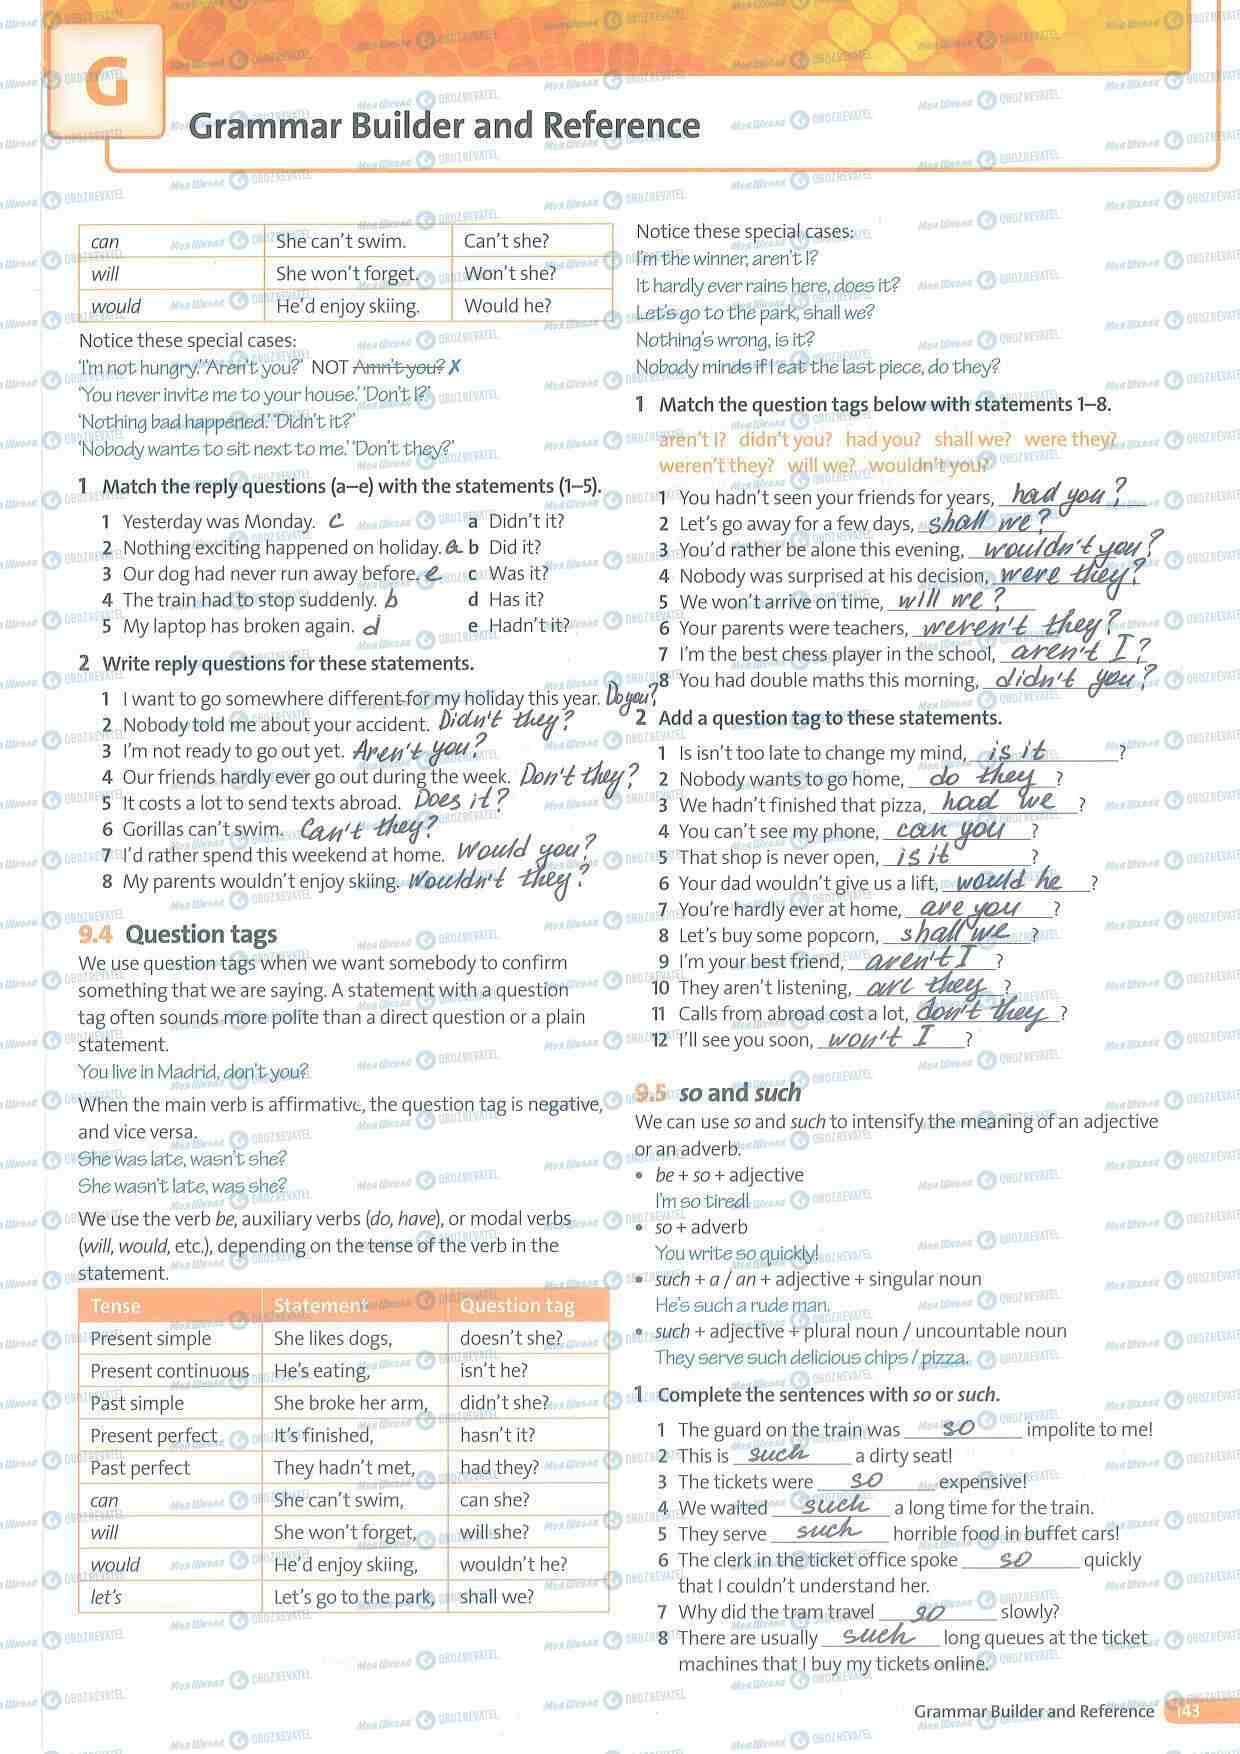 G
Grammar Builder and Reference
can She can't swim. Can't she?
will She won't forget. Won't she?
would He'd enjoy skiing. Would he?
Notice these special cases:
'I'm not hungry.' 'Aren't you?' NOT Amn't you? ✗
'You never invite me to your house.' 'Don't I?'
'Nothing bad happened.' 'Didn't it?'
'Nobody wants to sit next to me.' 'Don't they?'
1 Match the reply questions (a–e) with the statements (1–5).
1 Yesterday was Monday. c a Didn't it?
2 Nothing exciting happened on holiday. a b Did it?
3 Our dog had never run away before. e c Was it?
4 The train had to stop suddenly. b d Has it?
5 My laptop has broken again. d e Hadn't it?
2 Write reply questions for these statements.
1 I want to go somewhere different for my holiday this year. Do you?
2 Nobody told me about your accident. Didn't they?
3 I'm not ready to go out yet. Aren't you?
4 Our friends hardly ever go out during the week. Don't they?
5 It costs a lot to send texts abroad. Does it?
6 Gorillas can't swim. Can't they?
7 I'd rather spend this weekend at home. Would you?
8 My parents wouldn't enjoy skiing. Wouldn't they?
9.4 Question tags
We use question tags when we want somebody to confirm
something that we are saying. A statement with a question
tag often sounds more polite than a direct question or a plain
statement.
You live in Madrid, don't you?
When the main verb is affirmative, the question tag is negative,
and vice versa.
She was late, wasn't she?
She wasn't late, was she?
We use the verb be, auxiliary verbs (do, have), or modal verbs
(will, would, etc.), depending on the tense of the verb in the
statement.
Tense Statement Question tag
Present simple She likes dogs, doesn't she?
Present continuous He's eating, isn't he?
Past simple She broke her arm, didn't she?
Present perfect It's finished, hasn't it?
Past perfect They hadn't met, had they?
can She can't swim, can she?
will She won't forget, will she?
would He'd enjoy skiing, wouldn't he?
let's Let's go to the park, shall we?
Notice these special cases:
I'm the winner, aren't I?
It hardly ever rains here, does it?
Let's go to the park, shall we?
Nothing's wrong, is it?
Nobody minds if I eat the last piece, do they?
1 Match the question tags below with statements 1–8.
aren't I? didn't you? had you? shall we? were they?
weren't they? will we? wouldn't you?
1 You hadn't seen your friends for years, had you?
2 Let's go away for a few days, shall we?
3 You'd rather be alone this evening, wouldn't you?
4 Nobody was surprised at his decision, were they?
5 We won't arrive on time, will we?
6 Your parents were teachers, weren't they?
7 I'm the best chess player in the school, aren't I?
8 You had double maths this morning, didn't you?
2 Add a question tag to these statements.
1 Is isn't too late to change my mind, is it ?
2 Nobody wants to go home, do they ?
3 We hadn't finished that pizza, had we ?
4 You can't see my phone, can you ?
5 That shop is never open, is it ?
6 Your dad wouldn't give us a lift, would he ?
7 You're hardly ever at home, are you ?
8 Let's buy some popcorn, shall we ?
9 I'm your best friend, aren't I ?
10 They aren't listening, are they ?
11 Calls from abroad cost a lot, don't they ?
12 I'll see you soon, won't I ?
9.5 so and such
We can use so and such to intensify the meaning of an adjective
or an adverb.
• be + so + adjective
I'm so tired!
• so + adverb
You write so quickly!
• such + a / an + adjective + singular noun
He's such a rude man.
• such + adjective + plural noun / uncountable noun
They serve such delicious chips / pizza.
1 Complete the sentences with so or such.
1 The guard on the train was so impolite to me!
2 This is such a dirty seat!
3 The tickets were so expensive!
4 We waited such a long time for the train.
5 They serve such horrible food in buffet cars!
6 The clerk in the ticket office spoke so quickly
that I couldn't understand her.
7 Why did the tram travel so slowly?
8 There are usually such long queues at the ticket
machines that I buy my tickets online.
Grammar Builder and Reference 143